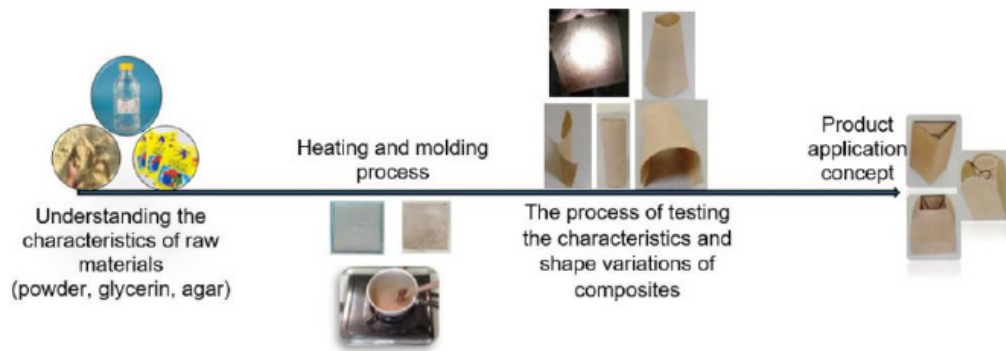 Understanding the
characteristics of raw
materials
(powder, glycerin, agar)
Heating and molding
process
The process of testing
the characteristics and
shape variations of
composites
Product
application
concept